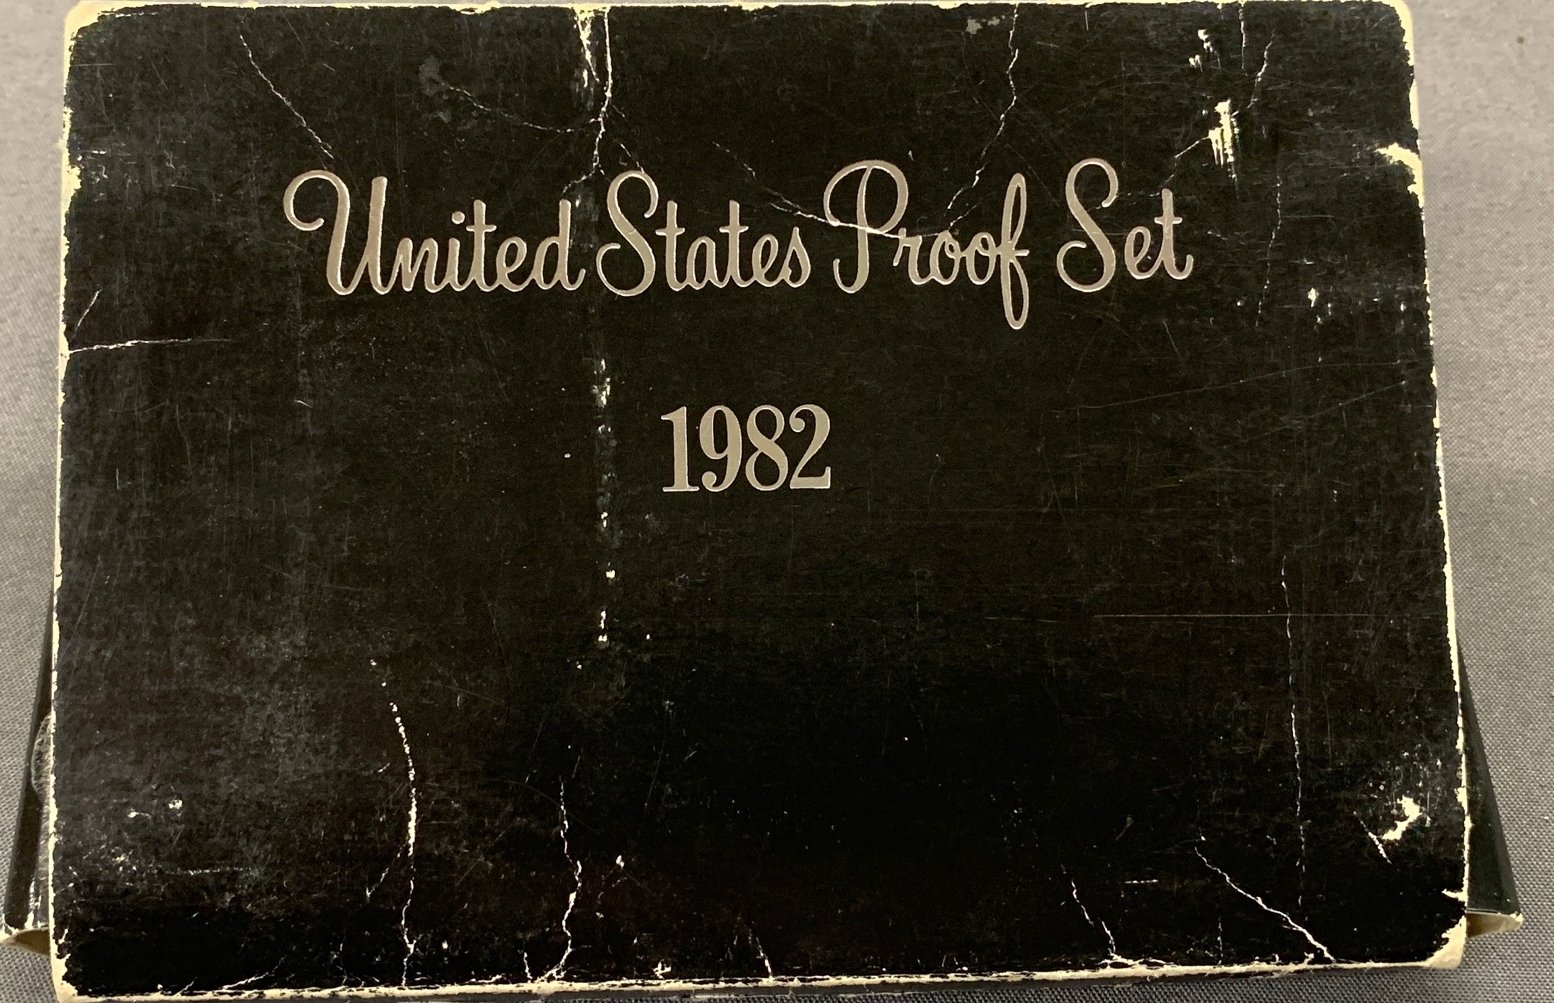 United States Proof Set
1982